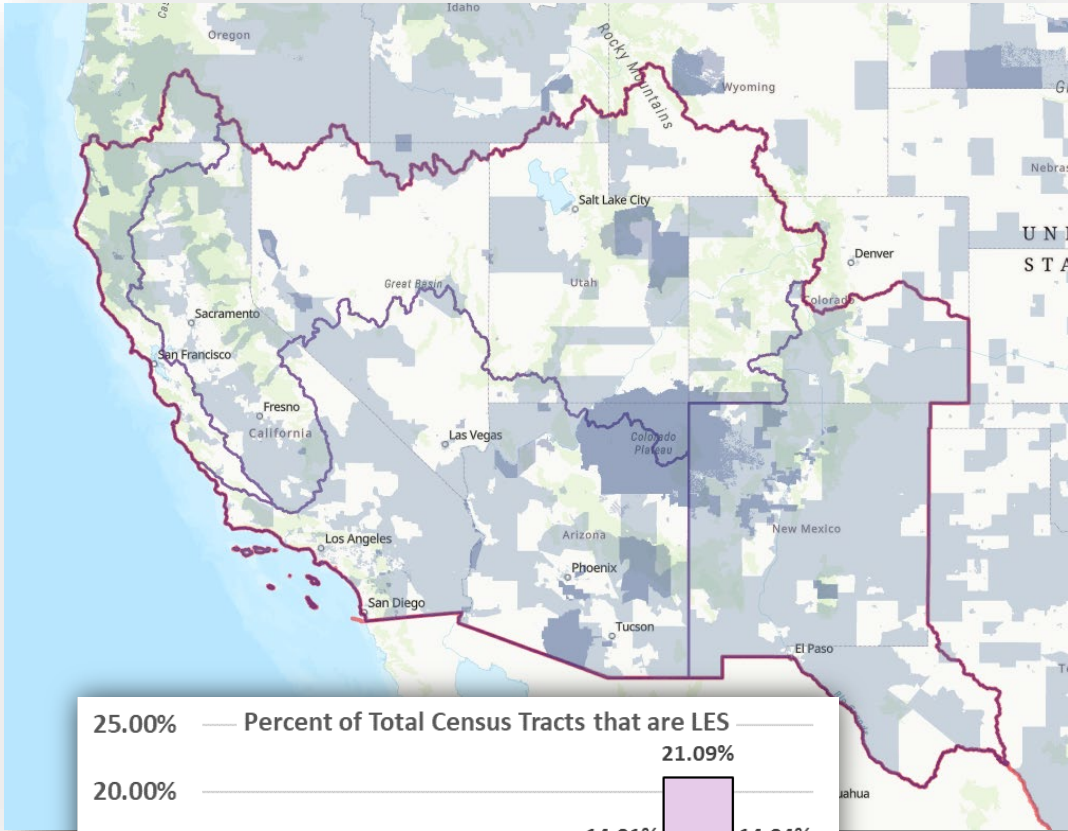 Idaho
Oregon
Rocky Mountains
Wyoming
Nebras
Salt Lake City
UNI
STA
Denver
Great Basin
Utah
Colorado
Sacramento
San Francisco
Fresno
California
Las Vegas
Colorado
Plateau
New Mexico
Arizona
Los Angeles
Phoenix
San Diego
Tucson
El Paso
25.00%
Percent of Total Census Tracts that are LES
21.09%
20.00%
uahua